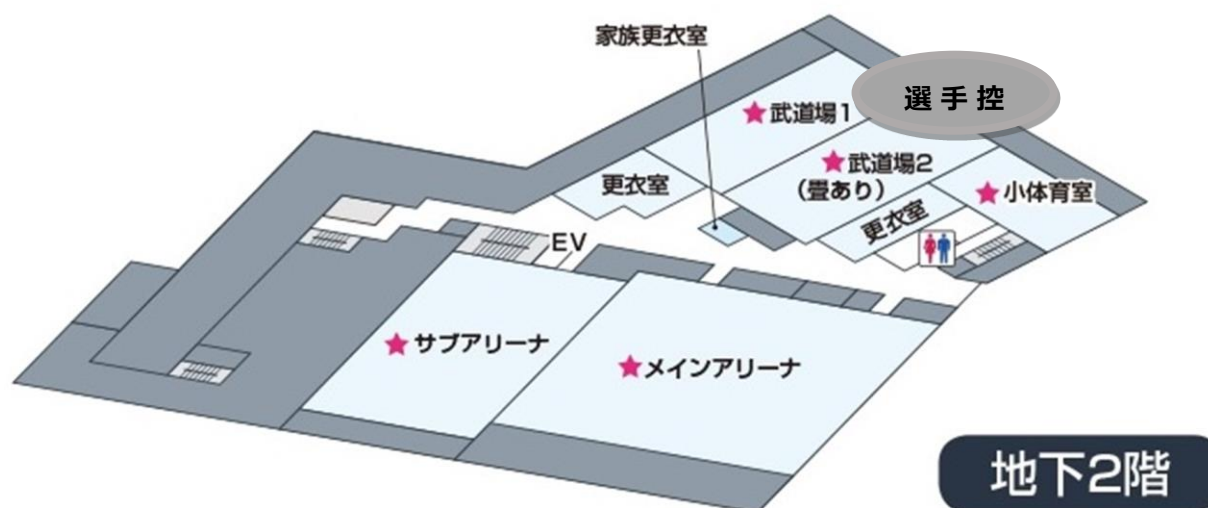 家族更衣室
選手控
武道場1
武道場2
(畳あり)
更衣室
小体育室
更衣室
EV
サブアリーナ
メインアリーナ
地下2階